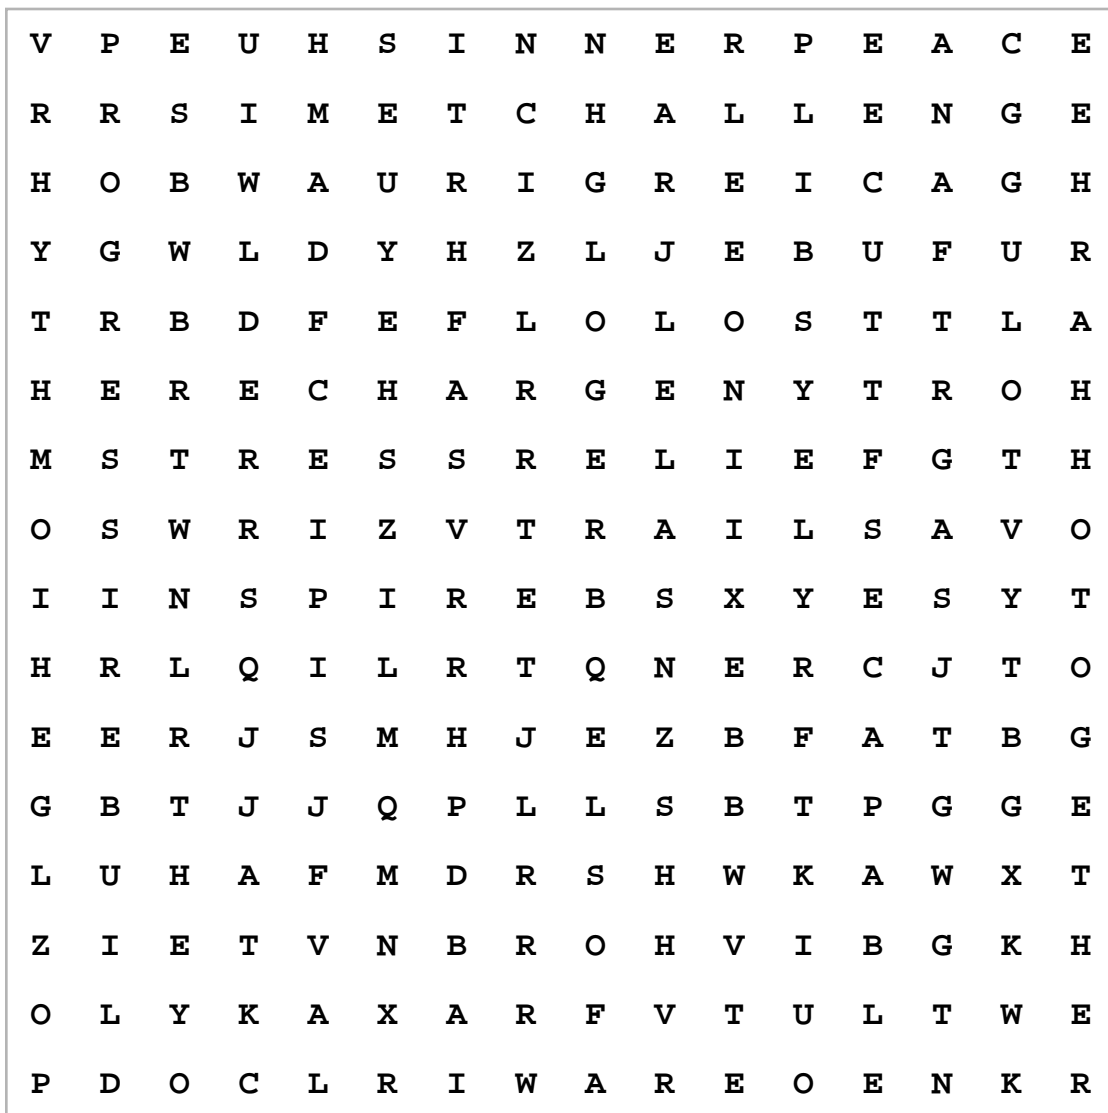 V P E U H S I N N E R P E A C E
R R S I M E T C H A L L E N G E
H O B W A U R I G R E I C A G H
Y G W L D Y H Z L J E B U F U R
T R B D F E F L O L O S T T L A
H E R E C H A R G E N Y T R O H
M S T R E S S R E L I E F G T H
O S W R I Z V T R A I L S A V O
I I N S P I R E B S X Y E S Y T
H R L Q I L R T Q N E R C J T O
E E R J S M H J E Z B F A T B G
G B T J J Q P L L S B T P G G E
L U H A F M D R S H W K A W X T
Z I E T V N B R O H V I B G K H
O L Y K A X A R F V T U L T W E
P D O C L R I W A R E O E N K R